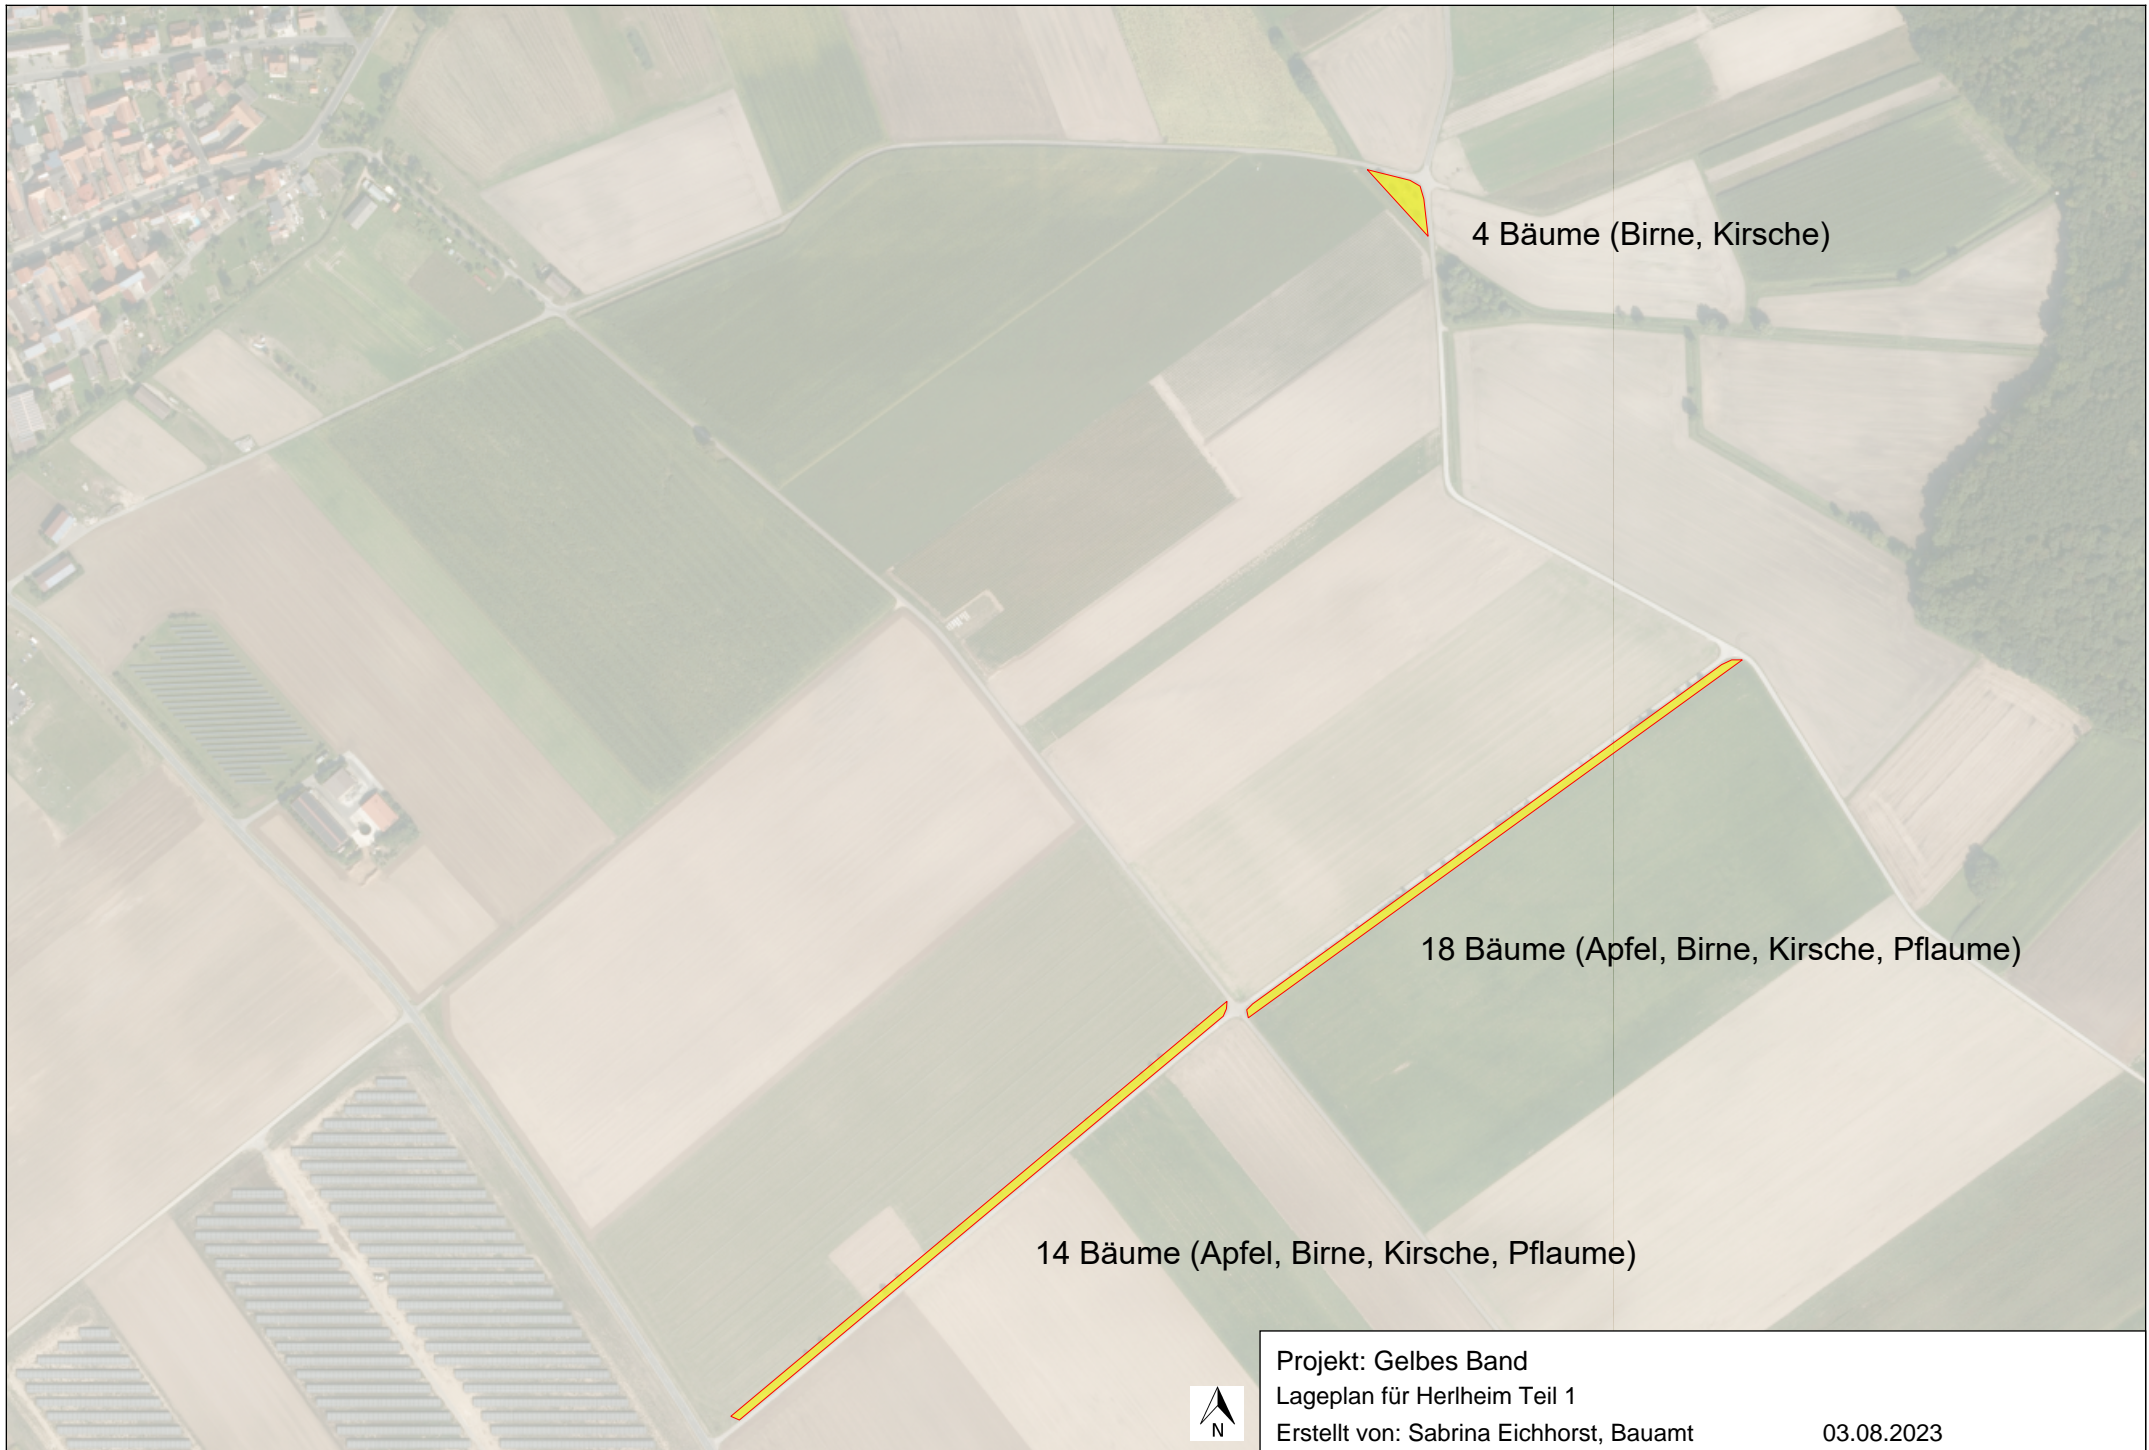 4 Bäume (Birne, Kirsche)
18 Bäume (Apfel, Birne, Kirsche, Pflaume)
14 Bäume (Apfel, Birne, Kirsche, Pflaume)
N
Projekt: Gelbes Band
Lageplan für Herlheim Teil 1
Erstellt von: Sabrina Eichhorst, Bauamt 03.08.2023